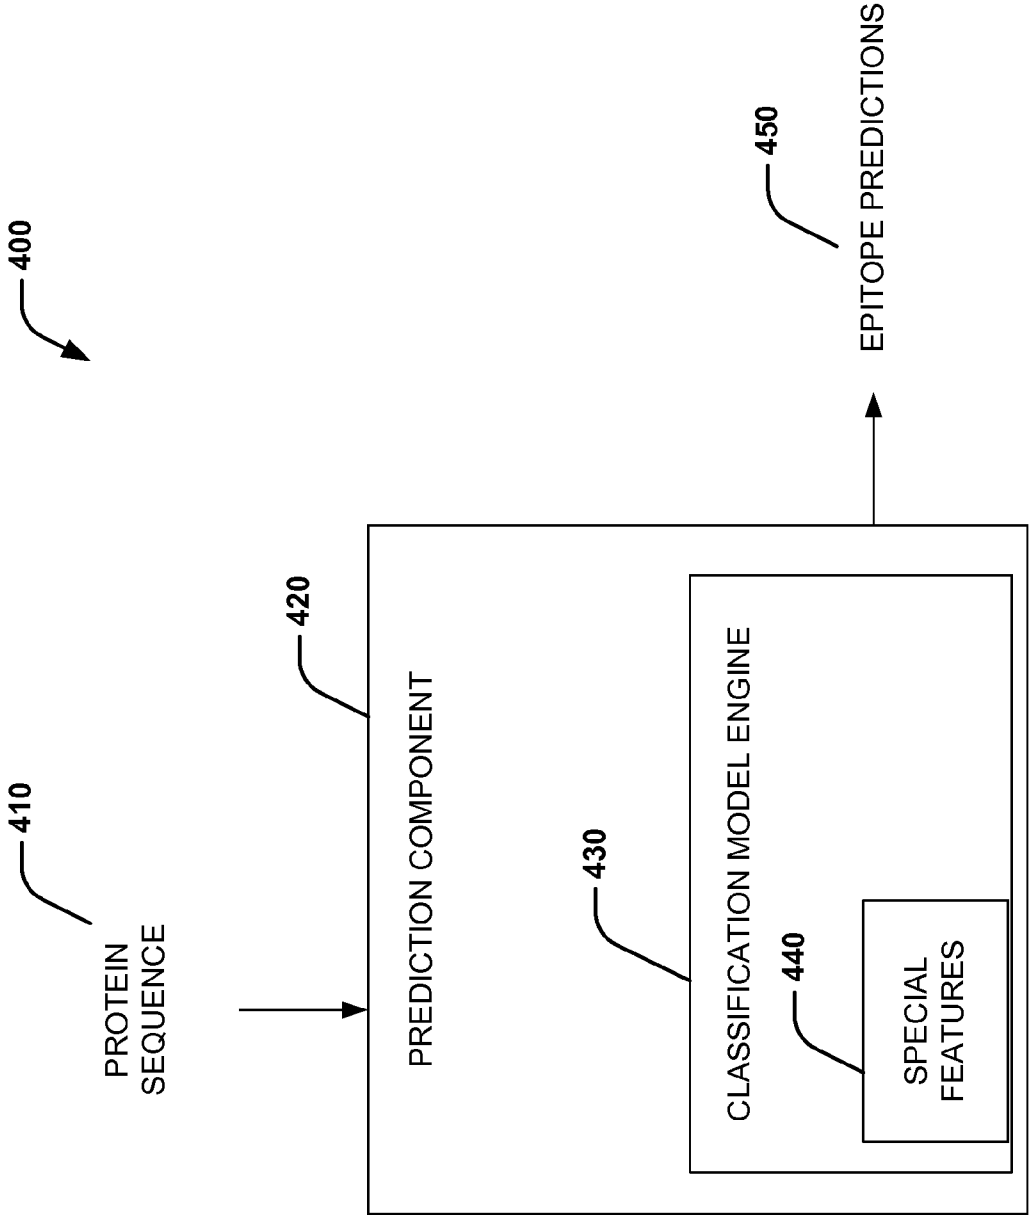 400
410
PROTEIN
SEQUENCE
420
PREDICTION COMPONENT
430
CLASSIFICATION MODEL ENGINE
440
SPECIAL
FEATURES
450
EPITOPE PREDICTIONS